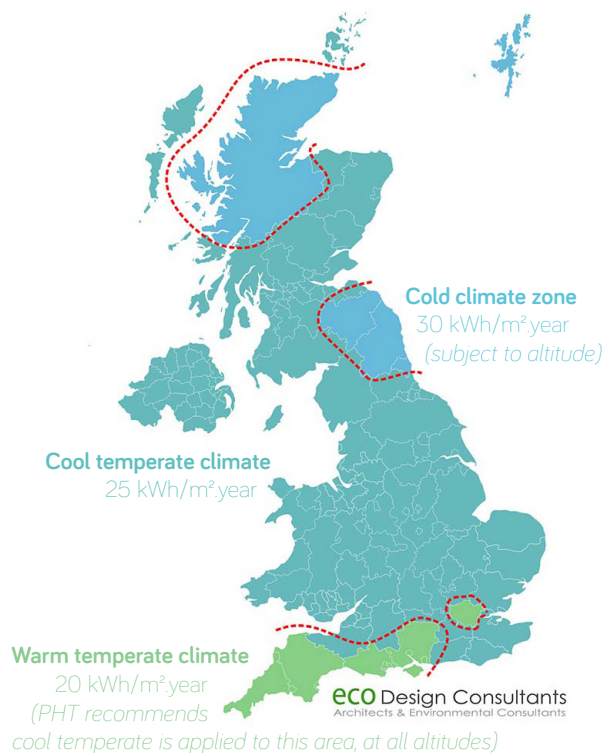 Cold climate zone
30 kWh/m².year
(subject to altitude)
Cool temperate climate
25 kWh/m².year
Warm temperate climate
20 kWh/m².year
(PHT recommends
cool temperate is applied to this area, at all altitudes)
eco Design Consultants
Architects & Environmental Consultants